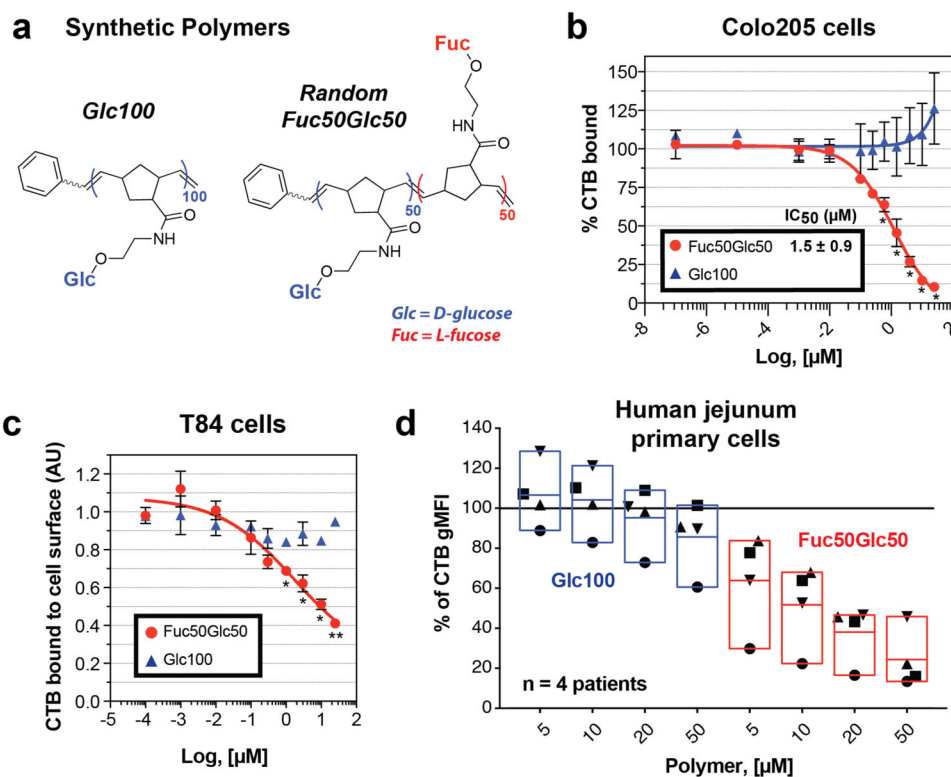 a Synthetic Polymers
Glc100
100
O
NH
O
Glc
Random
Fuc50Glc50
Fuc
O
HN
O
50
50
O
NH
O
Glc
Glc = D-glucose
Fuc = L-fucose
b Colo205 cells
% CTB bound
150
125
100
75
50
25
0
IC50 (µM)
Fuc50Glc50 1.5 ± 0.9
Glc100
* * * * *
-8 -6 -4 -2 0 2
Log, [µM]
c T84 cells
CTB bound to cell surface (AU)
1.2
1.0
0.8
0.6
0.4
0.2
0.0
* * * **
Fuc50Glc50
Glc100
-5 -4 -3 -2 -1 0 1 2
Log, [µM]
d Human jejunum
primary cells
% of CTB gMFI
140
120
100
80
60
40
20
0
Glc100
Fuc50Glc50
n = 4 patients
5 10 20 50 5 10 20 50
Polymer, [µM]